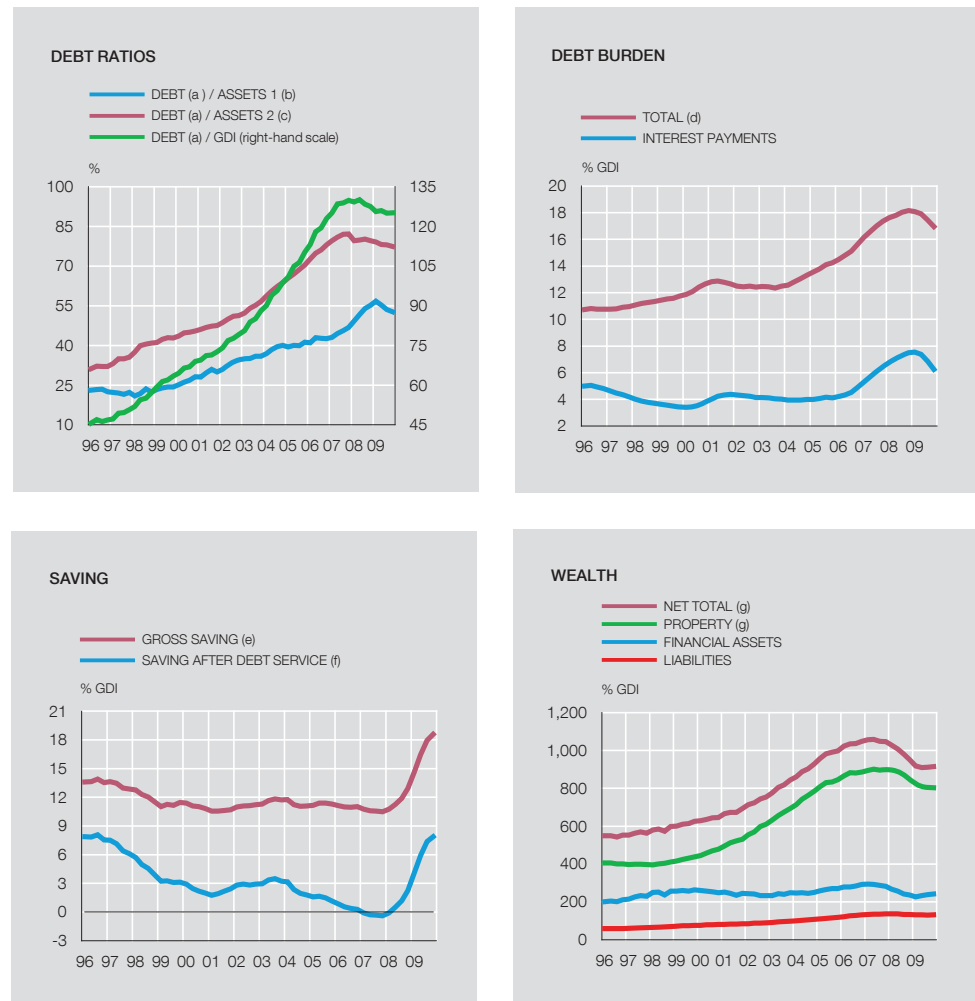 DEBT RATIOS
DEBT (a ) / ASSETS 1 (b)
DEBT (a) / ASSETS 2 (c)
DEBT (a) / GDI (right-hand scale)
%
100 135
85 120
70 105
55 90
40 75
25 60
10 45
96 97 98 99 00 01 02 03 04 05 06 07 08 09
DEBT BURDEN
TOTAL (d)
INTEREST PAYMENTS
% GDI
20
18
16
14
12
10
8
6
4
2
96 97 98 99 00 01 02 03 04 05 06 07 08 09
SAVING
GROSS SAVING (e)
SAVING AFTER DEBT SERVICE (f)
% GDI
21
18
15
12
9
6
3
0
-3
96 97 98 99 00 01 02 03 04 05 06 07 08 09
WEALTH
NET TOTAL (g)
PROPERTY (g)
FINANCIAL ASSETS
LIABILITIES
% GDI
1,200
1,000
800
600
400
200
0
96 97 98 99 00 01 02 03 04 05 06 07 08 09